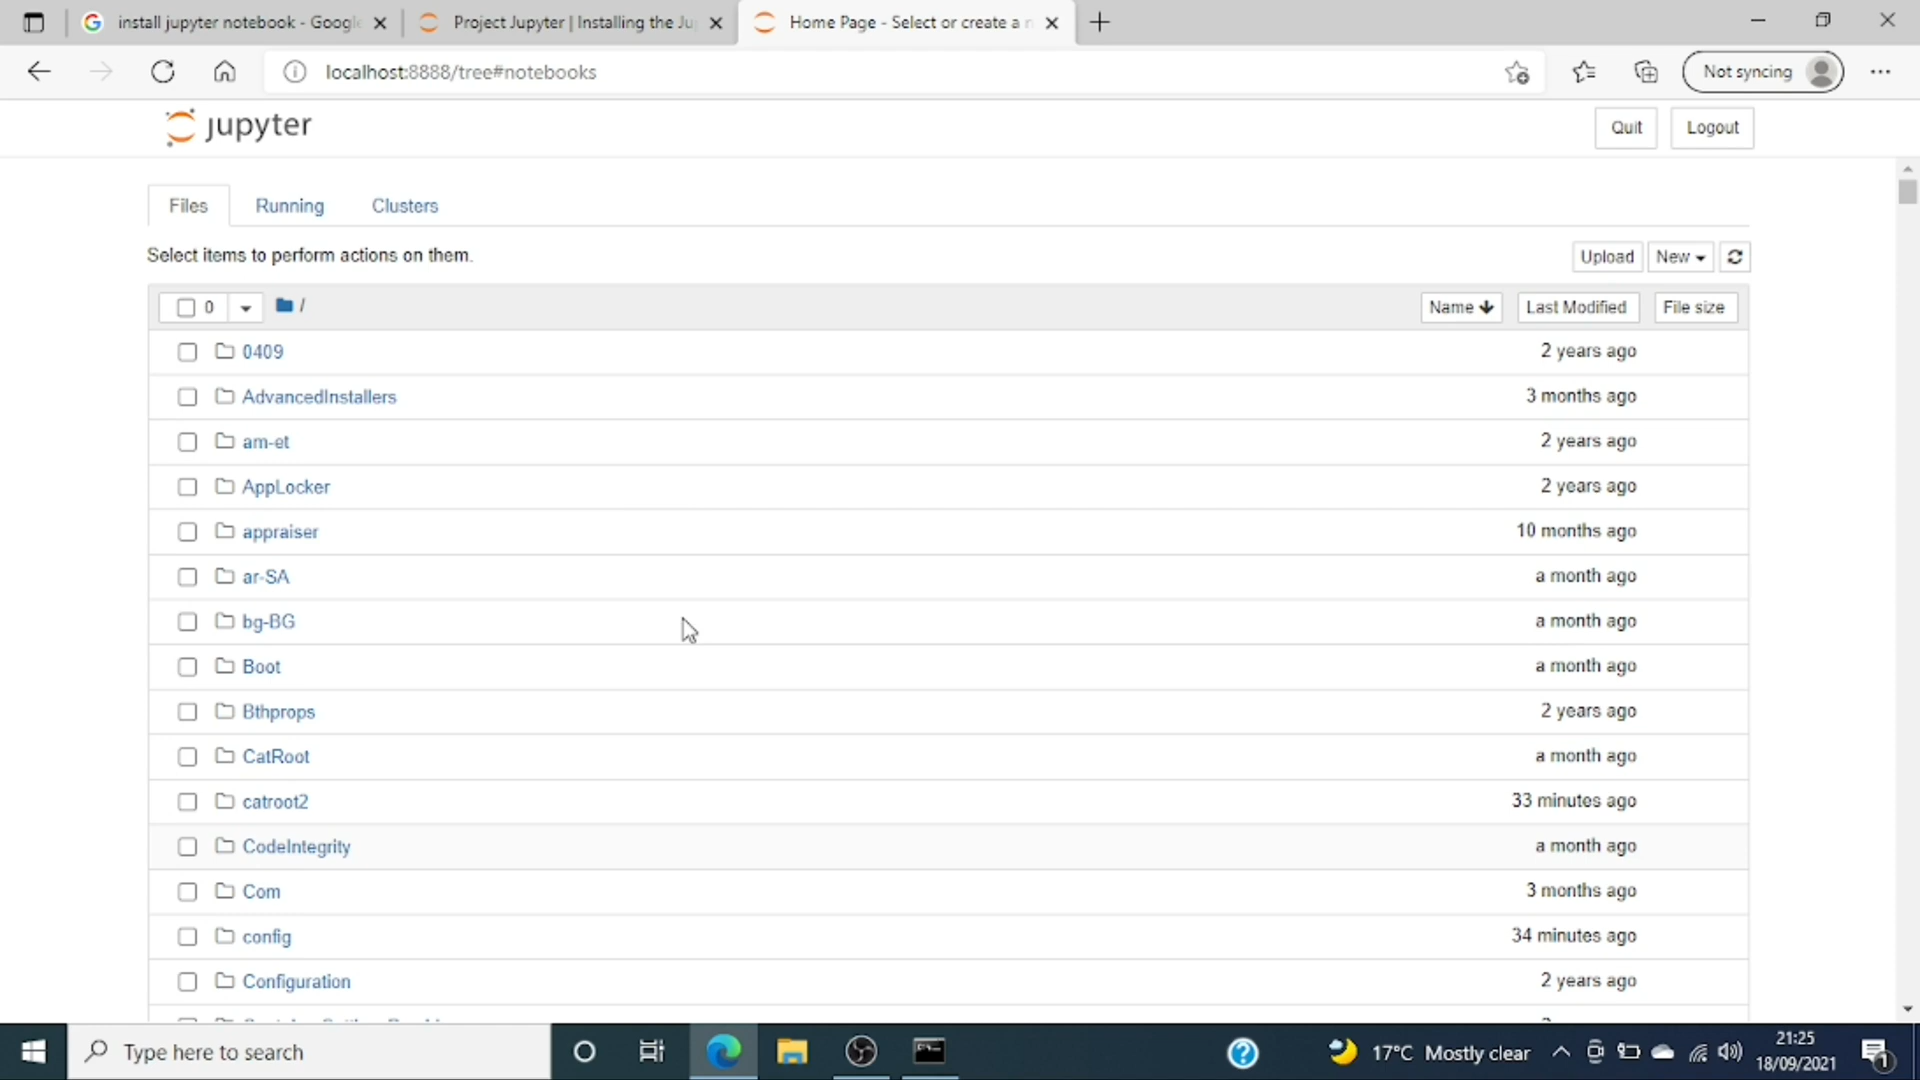 install jupyter notebook - Google
Project Jupyter | Installing the Ju
Home Page - Select or create a n
localhost:8888/tree#notebooks
Not syncing
jupyter
Quit
Logout
Files
Running
Clusters
Select items to perform actions on them.
Upload
New
0
/
Name
Last Modified
File size
0409
2 years ago
AdvancedInstallers
3 months ago
am-et
2 years ago
AppLocker
2 years ago
appraiser
10 months ago
ar-SA
a month ago
bg-BG
a month ago
Boot
a month ago
Bthprops
2 years ago
CatRoot
a month ago
catroot2
33 minutes ago
CodeIntegrity
a month ago
Com
3 months ago
config
34 minutes ago
Configuration
2 years ago
Type here to search
17°C Mostly clear
21:25
18/09/2021
1